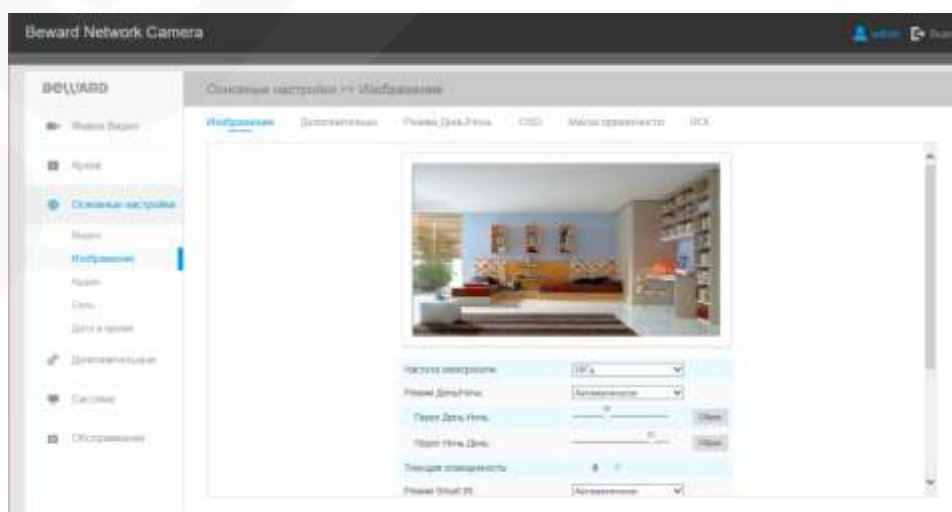 Beward Network Camera
admin
BEWARD
Основные настройки >> Изображение
Изображение Дополнительно Режим День/Ночь OSD Маска приватности ROI
Живое Видео
Архив
Основные настройки
Видео
Изображение
Аудио
Сеть
Дата и время
Дополнительные
Система
Обслуживание
Частота электросети
Режим День/Ночь Автоматически
Порог День-Ночь Сброс
Порог Ночь-День Сброс
Текущая освещенность
Режим Smart IR Автоматически